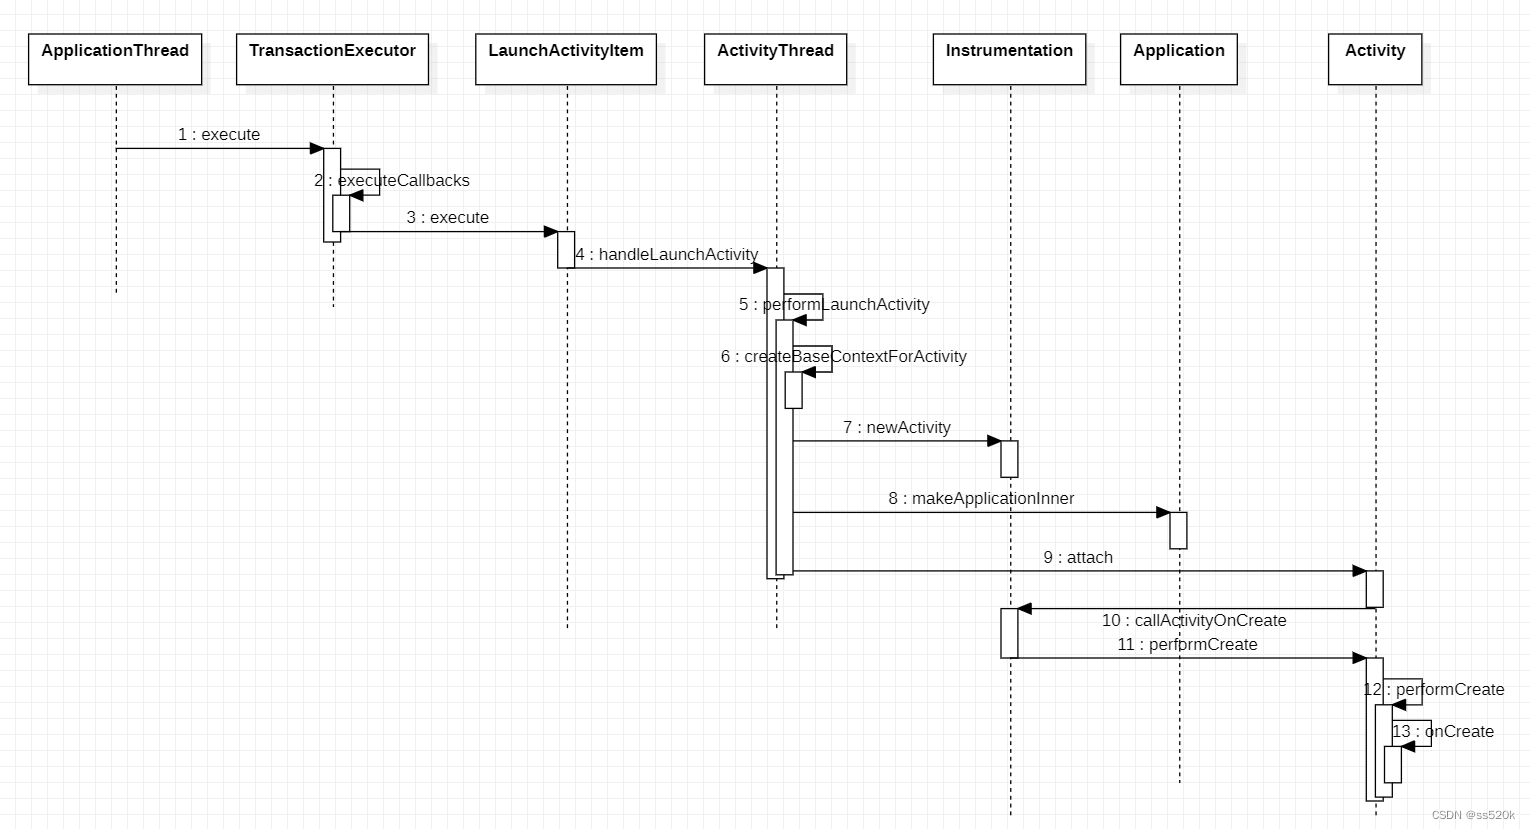 ApplicationThread
TransactionExecutor
LaunchActivityItem
ActivityThread
Instrumentation
Application
Activity
1 : execute
2 : executeCallbacks
3 : execute
4 : handleLaunchActivity
5 : performLaunchActivity
6 : createBaseContextForActivity
7 : newActivity
8 : makeApplicationInner
9 : attach
10 : callActivityOnCreate
11 : performCreate
12 : performCreate
13 : onCreate
CSDN @ss520k